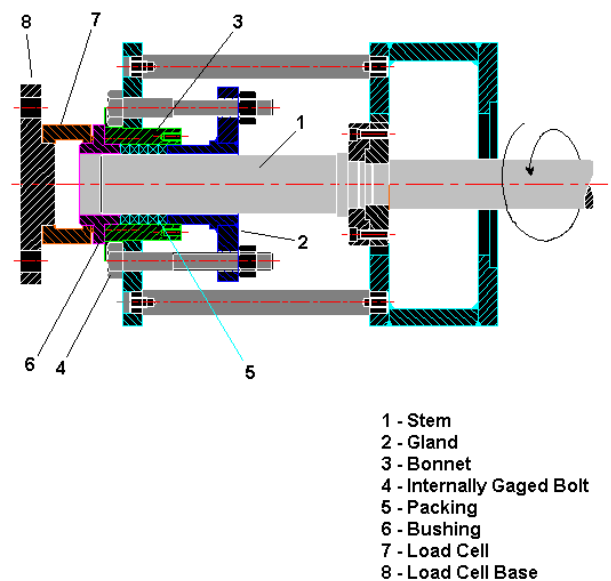 8
7
3
1
2
6
4
5
1 - Stem
2 - Gland
3 - Bonnet
4 - Internally Gaged Bolt
5 - Packing
6 - Bushing
7 - Load Cell
8 - Load Cell Base